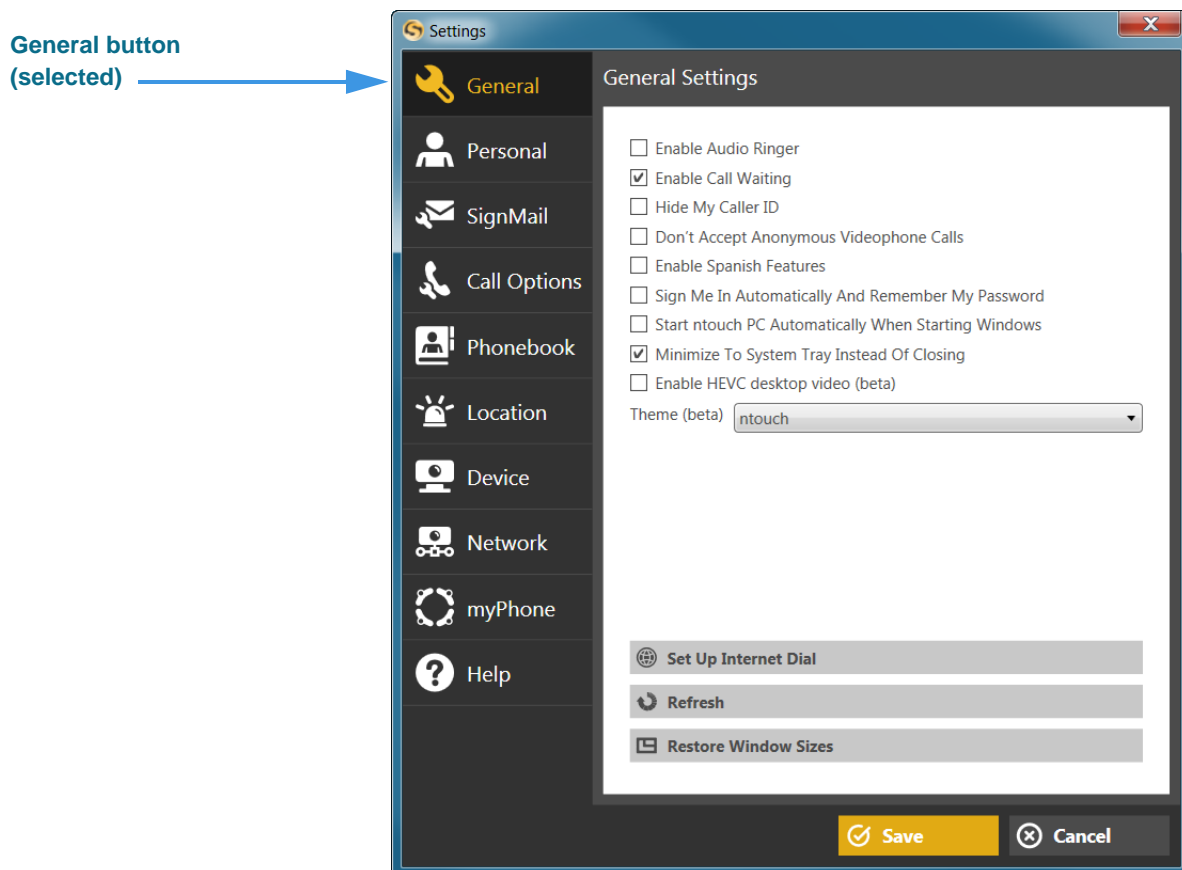 General button
(selected)
Settings
X
General
Personal
SignMail
Call Options
Phonebook
Location
Device
Network
myPhone
Help
General Settings
Enable Audio Ringer
Enable Call Waiting
Hide My Caller ID
Don't Accept Anonymous Videophone Calls
Enable Spanish Features
Sign Me In Automatically And Remember My Password
Start ntouch PC Automatically When Starting Windows
Minimize To System Tray Instead Of Closing
Enable HEVC desktop video (beta)
Theme (beta) ntouch
Set Up Internet Dial
Refresh
Restore Window Sizes
Save
Cancel